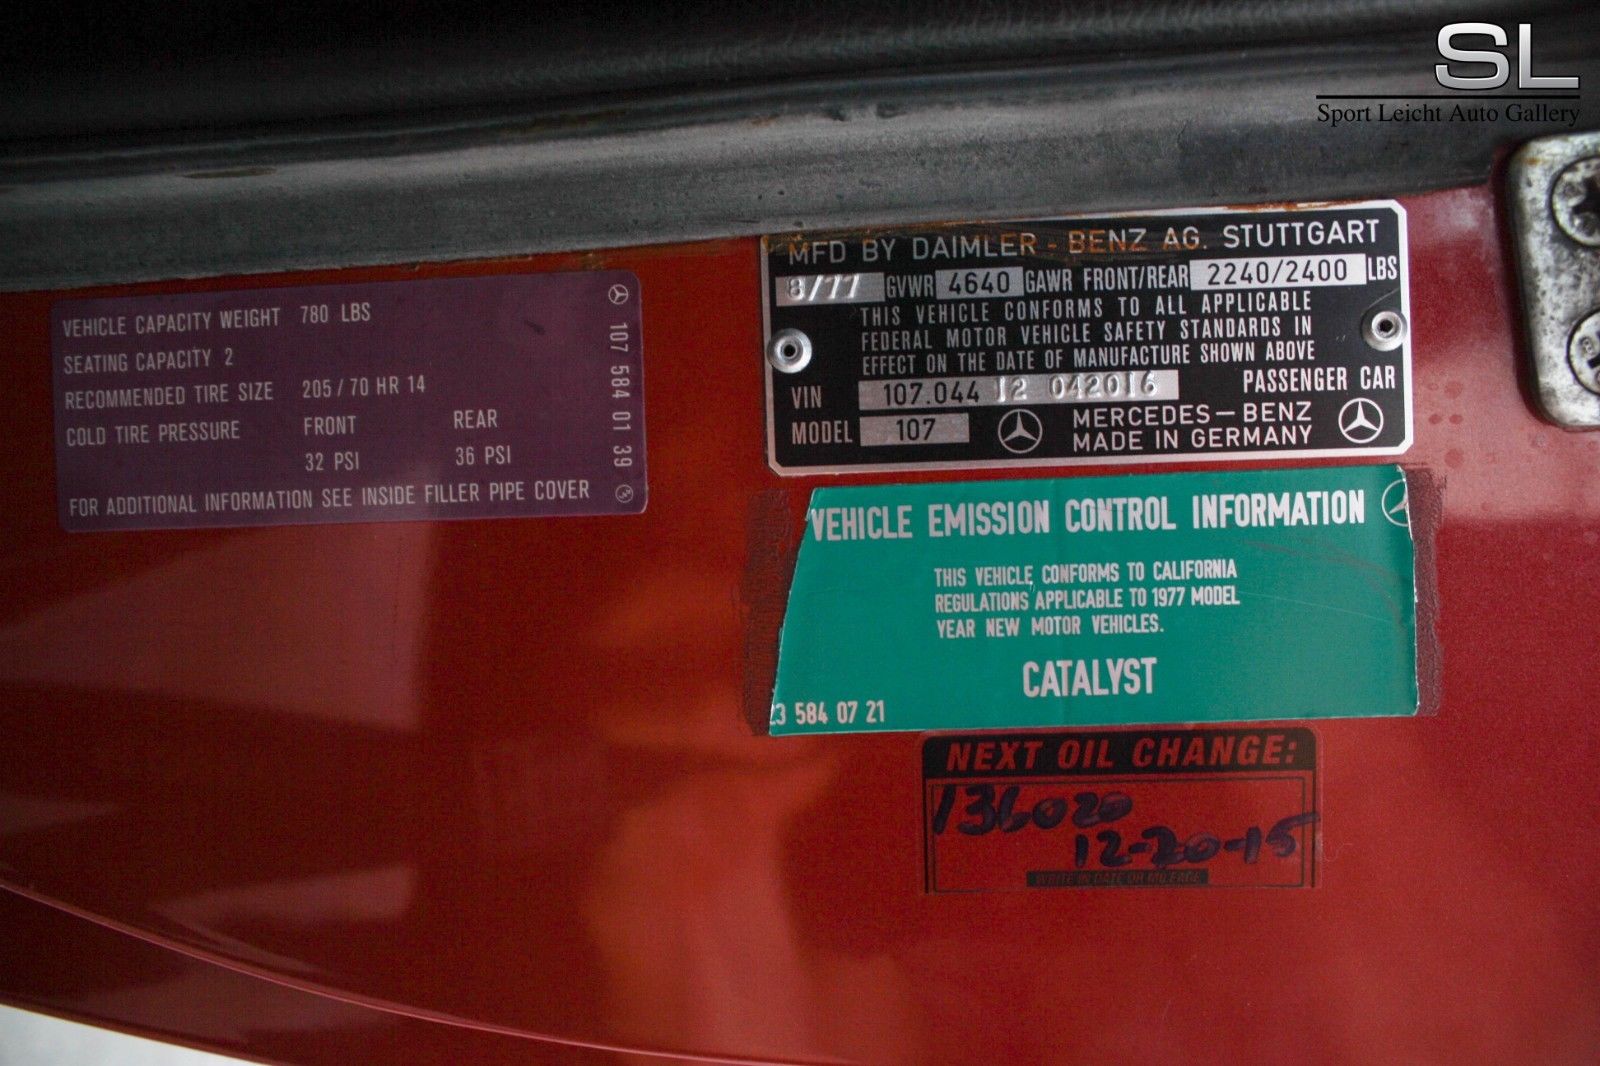 SL
Sport Leicht Auto Gallery
VEHICLE CAPACITY WEIGHT 780 LBS
SEATING CAPACITY 2
RECOMMENDED TIRE SIZE 205 / 70 HR 14
COLD TIRE PRESSURE FRONT REAR
32 PSI 36 PSI
FOR ADDITIONAL INFORMATION SEE INSIDE FILLER PIPE COVER
107 584 01 39
MFD BY DAIMLER - BENZ AG. STUTTGART
8/77 GVWR 4640 GAWR FRONT/REAR 2240/2400 LBS
THIS VEHICLE CONFORMS TO ALL APPLICABLE
FEDERAL MOTOR VEHICLE SAFETY STANDARDS IN
EFFECT ON THE DATE OF MANUFACTURE SHOWN ABOVE
VIN 107.044 12 042016 PASSENGER CAR
MODEL 107 MERCEDES-BENZ
MADE IN GERMANY
VEHICLE EMISSION CONTROL INFORMATION
THIS VEHICLE CONFORMS TO CALIFORNIA
REGULATIONS APPLICABLE TO 1977 MODEL
YEAR NEW MOTOR VEHICLES.
CATALYST
23 584 07 21
NEXT OIL CHANGE:
136020
12-20-15
WRITE IN DATE OR MILEAGE